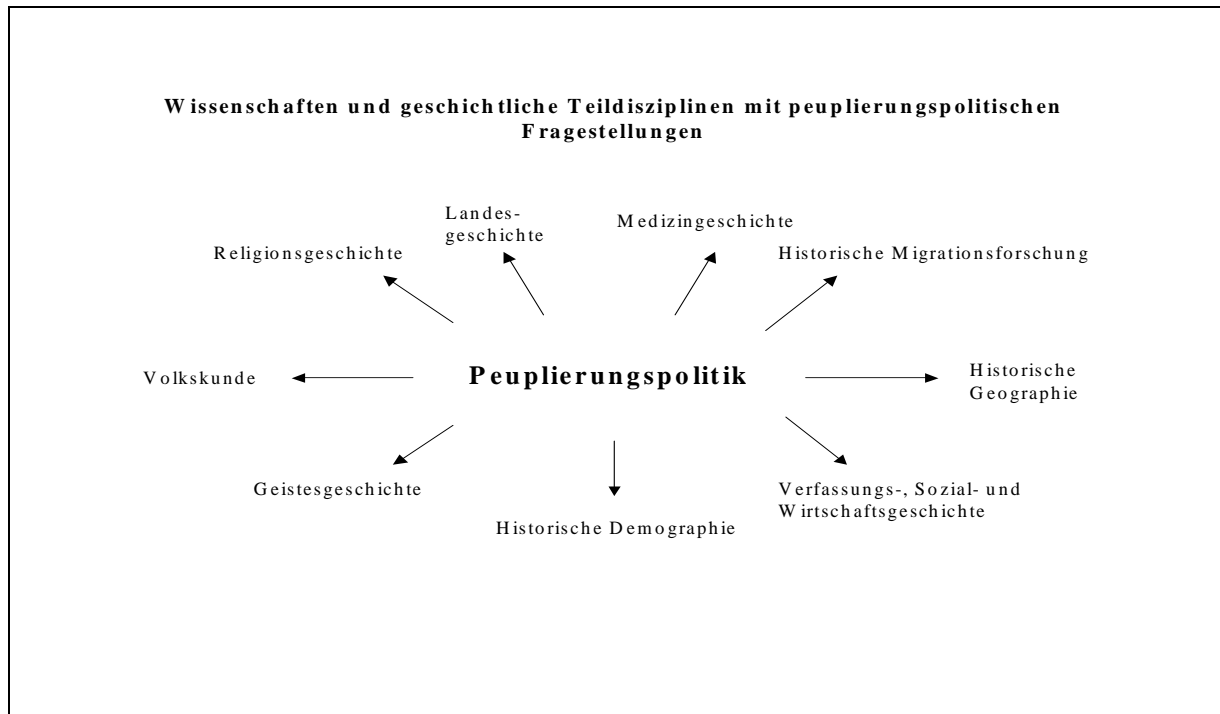 Wissenschaften und geschichtliche Teildisziplinen mit peuplierungspolitischen
Fragestellungen
Landes-
geschichte
Medizingeschichte
Religionsgeschichte
Historische Migrationsforschung
Volkskunde
Peuplierungspolitik
Historische
Geographie
Geistesgeschichte
Verfassungs-, Sozial- und
Wirtschaftsgeschichte
Historische Demographie